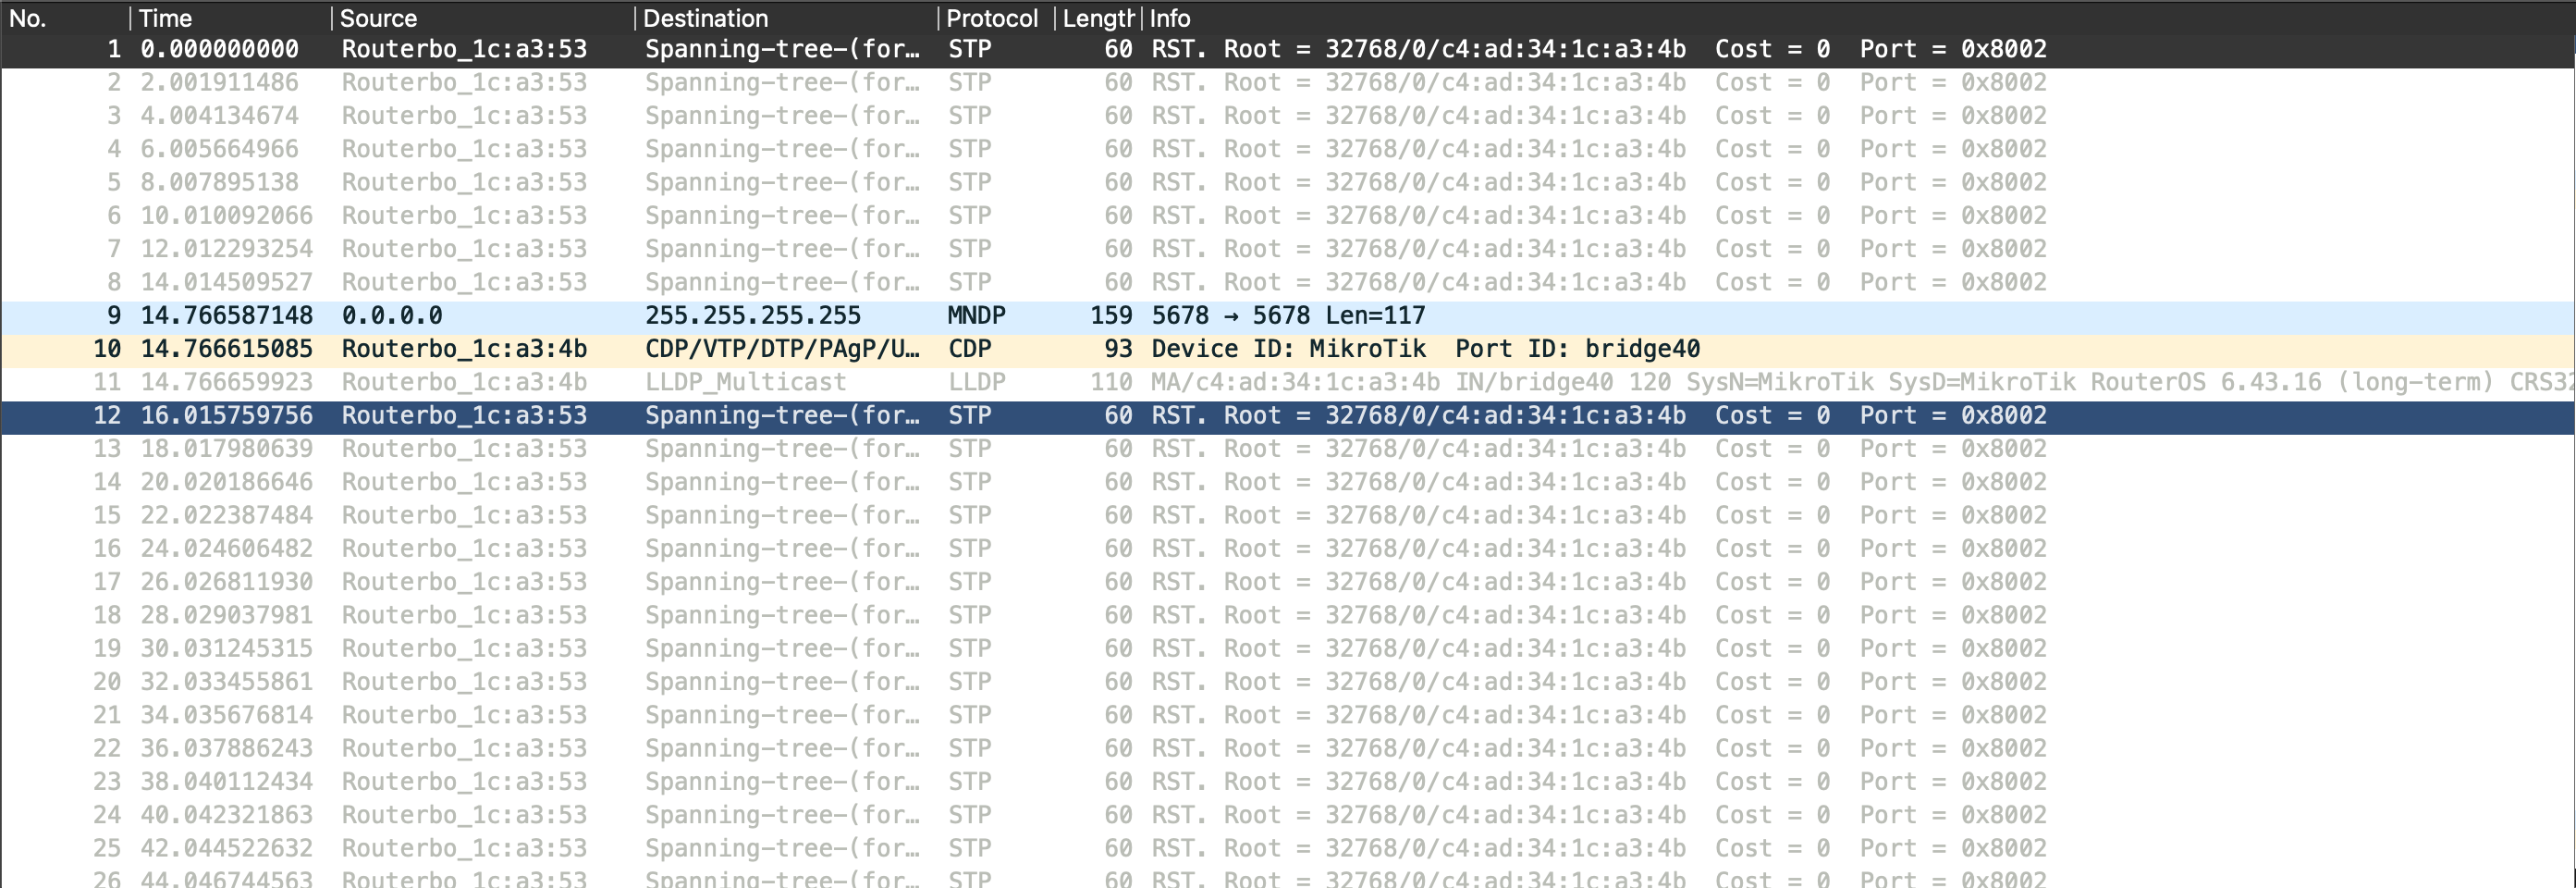 No. Time Source Destination Protocol Length Info
1 0.000000000 Routerbo_1c:a3:53 Spanning-tree-(for… STP 60 RST. Root = 32768/0/c4:ad:34:1c:a3:4b Cost = 0 Port = 0x8002
2 2.001911486 Routerbo_1c:a3:53 Spanning-tree-(for… STP 60 RST. Root = 32768/0/c4:ad:34:1c:a3:4b Cost = 0 Port = 0x8002
3 4.004134674 Routerbo_1c:a3:53 Spanning-tree-(for… STP 60 RST. Root = 32768/0/c4:ad:34:1c:a3:4b Cost = 0 Port = 0x8002
4 6.005664966 Routerbo_1c:a3:53 Spanning-tree-(for… STP 60 RST. Root = 32768/0/c4:ad:34:1c:a3:4b Cost = 0 Port = 0x8002
5 8.007895138 Routerbo_1c:a3:53 Spanning-tree-(for… STP 60 RST. Root = 32768/0/c4:ad:34:1c:a3:4b Cost = 0 Port = 0x8002
6 10.010092066 Routerbo_1c:a3:53 Spanning-tree-(for… STP 60 RST. Root = 32768/0/c4:ad:34:1c:a3:4b Cost = 0 Port = 0x8002
7 12.012293254 Routerbo_1c:a3:53 Spanning-tree-(for… STP 60 RST. Root = 32768/0/c4:ad:34:1c:a3:4b Cost = 0 Port = 0x8002
8 14.014509527 Routerbo_1c:a3:53 Spanning-tree-(for… STP 60 RST. Root = 32768/0/c4:ad:34:1c:a3:4b Cost = 0 Port = 0x8002
9 14.766587148 0.0.0.0 255.255.255.255 MNDP 159 5678 → 5678 Len=117
10 14.766615085 Routerbo_1c:a3:4b CDP/VTP/DTP/PAgP/U… CDP 93 Device ID: MikroTik Port ID: bridge40
11 14.766659923 Routerbo_1c:a3:4b LLDP_Multicast LLDP 110 MA/c4:ad:34:1c:a3:4b IN/bridge40 120 SysN=MikroTik SysD=MikroTik RouterOS 6.43.16 (long-term) CRS32
12 16.015759756 Routerbo_1c:a3:53 Spanning-tree-(for… STP 60 RST. Root = 32768/0/c4:ad:34:1c:a3:4b Cost = 0 Port = 0x8002
13 18.017980639 Routerbo_1c:a3:53 Spanning-tree-(for… STP 60 RST. Root = 32768/0/c4:ad:34:1c:a3:4b Cost = 0 Port = 0x8002
14 20.020186646 Routerbo_1c:a3:53 Spanning-tree-(for… STP 60 RST. Root = 32768/0/c4:ad:34:1c:a3:4b Cost = 0 Port = 0x8002
15 22.022387484 Routerbo_1c:a3:53 Spanning-tree-(for… STP 60 RST. Root = 32768/0/c4:ad:34:1c:a3:4b Cost = 0 Port = 0x8002
16 24.024606482 Routerbo_1c:a3:53 Spanning-tree-(for… STP 60 RST. Root = 32768/0/c4:ad:34:1c:a3:4b Cost = 0 Port = 0x8002
17 26.026811930 Routerbo_1c:a3:53 Spanning-tree-(for… STP 60 RST. Root = 32768/0/c4:ad:34:1c:a3:4b Cost = 0 Port = 0x8002
18 28.029037981 Routerbo_1c:a3:53 Spanning-tree-(for… STP 60 RST. Root = 32768/0/c4:ad:34:1c:a3:4b Cost = 0 Port = 0x8002
19 30.031245315 Routerbo_1c:a3:53 Spanning-tree-(for… STP 60 RST. Root = 32768/0/c4:ad:34:1c:a3:4b Cost = 0 Port = 0x8002
20 32.033455861 Routerbo_1c:a3:53 Spanning-tree-(for… STP 60 RST. Root = 32768/0/c4:ad:34:1c:a3:4b Cost = 0 Port = 0x8002
21 34.035676814 Routerbo_1c:a3:53 Spanning-tree-(for… STP 60 RST. Root = 32768/0/c4:ad:34:1c:a3:4b Cost = 0 Port = 0x8002
22 36.037886243 Routerbo_1c:a3:53 Spanning-tree-(for… STP 60 RST. Root = 32768/0/c4:ad:34:1c:a3:4b Cost = 0 Port = 0x8002
23 38.040112434 Routerbo_1c:a3:53 Spanning-tree-(for… STP 60 RST. Root = 32768/0/c4:ad:34:1c:a3:4b Cost = 0 Port = 0x8002
24 40.042321863 Routerbo_1c:a3:53 Spanning-tree-(for… STP 60 RST. Root = 32768/0/c4:ad:34:1c:a3:4b Cost = 0 Port = 0x8002
25 42.044522632 Routerbo_1c:a3:53 Spanning-tree-(for… STP 60 RST. Root = 32768/0/c4:ad:34:1c:a3:4b Cost = 0 Port = 0x8002
26 44.046744563 Routerbo_1c:a3:53 Spanning-tree-(for… STP 60 RST. Root = 32768/0/c4:ad:34:1c:a3:4b Cost = 0 Port = 0x8002